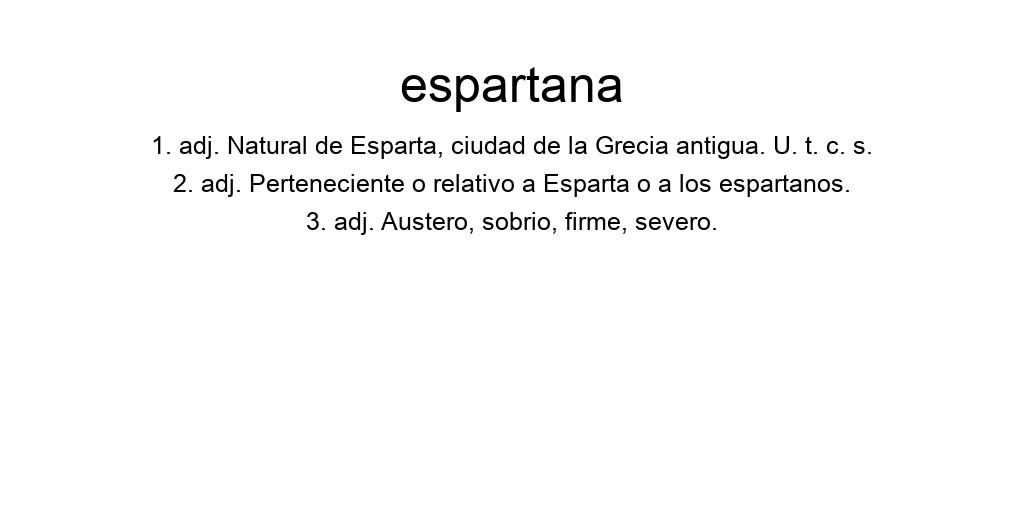 espartana
1. adj. Natural de Esparta, ciudad de la Grecia antigua. U. t. c. s.
2. adj. Perteneciente o relativo a Esparta o a los espartanos.
3. adj. Austero, sobrio, firme, severo.